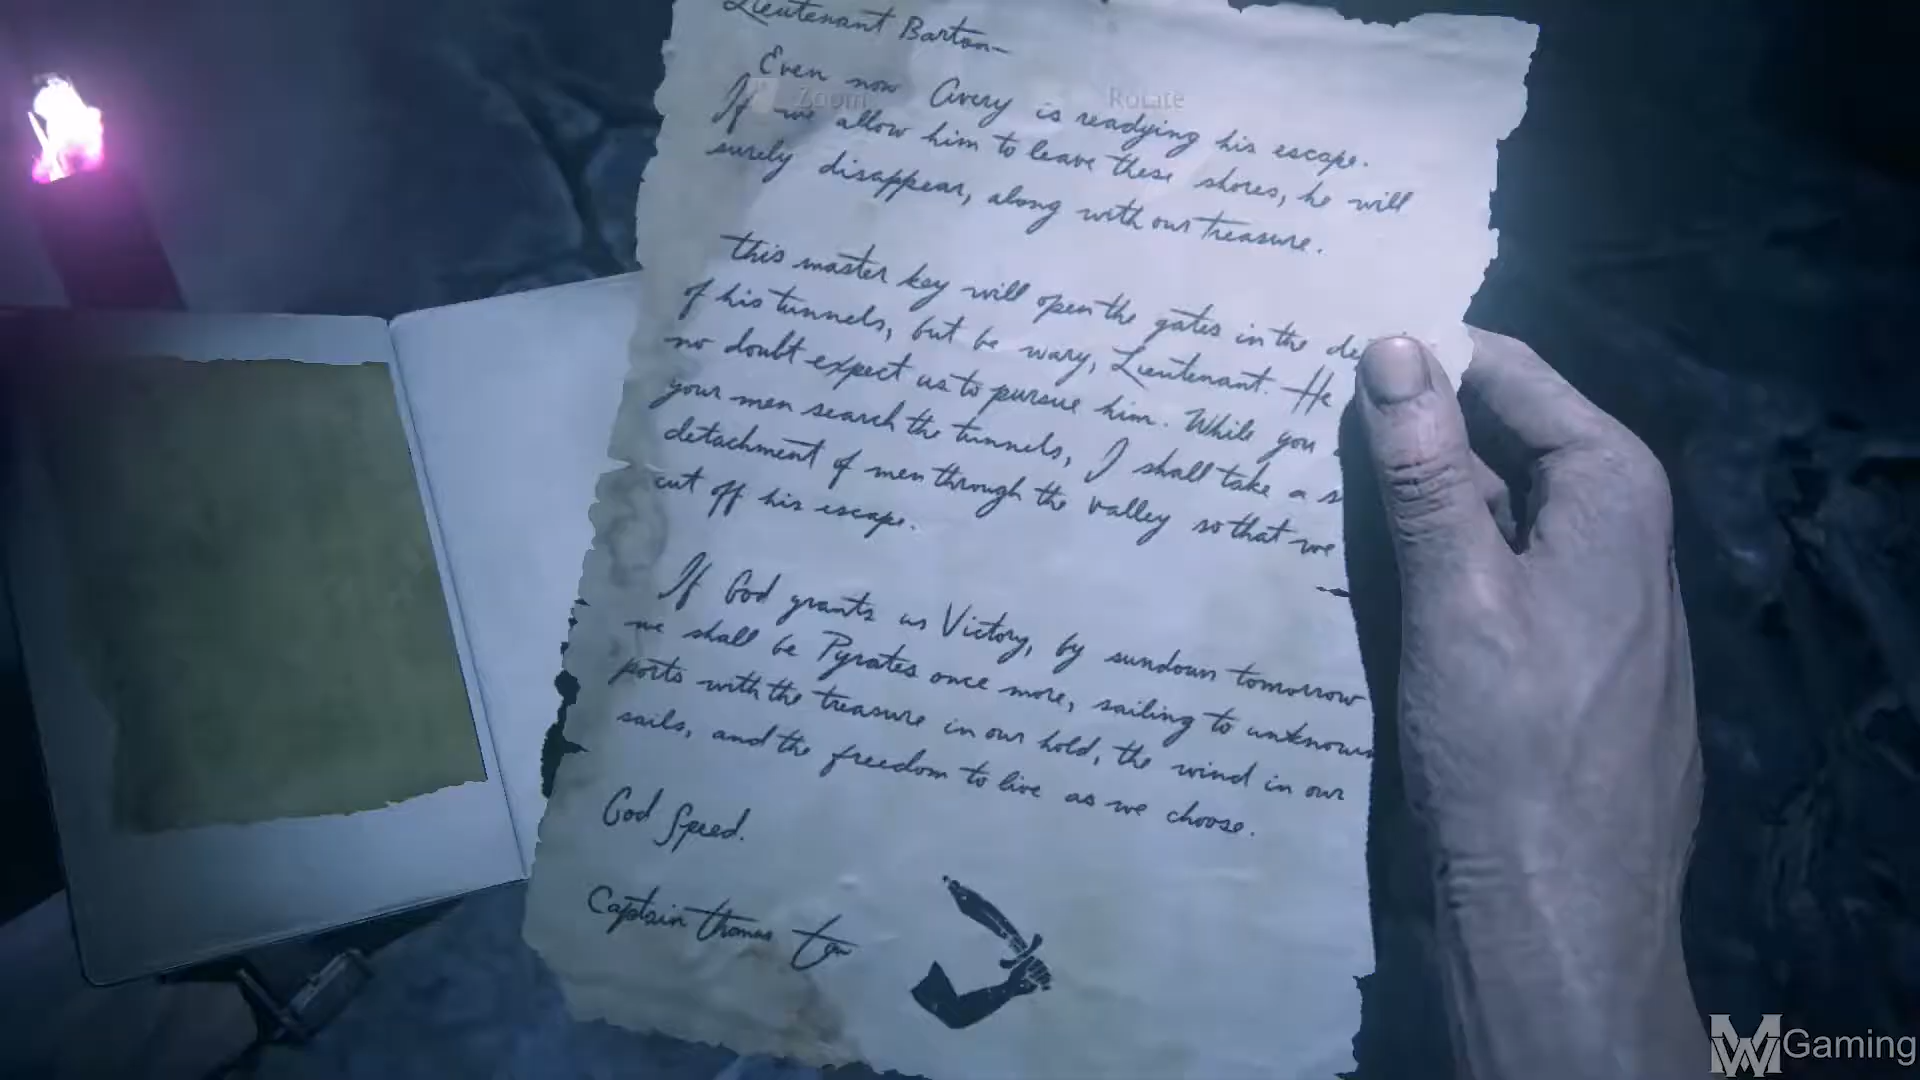 Lieutenant Barton—
Even now Avery is readying his escape.
Zoom
Rotate
If we allow him to leave these shores, he will
surely disappear, along with our treasure.
This master key will open the gates in the
of his tunnels, but be wary, Lieutenant. He
no doubt expect us to pursue him. While you
your men search the tunnels, I shall take a
detachment of men through the valley so that we
cut off his escape.
If God grants us Victory, by sundown tomorrow
we shall be Pyrates once more, sailing to unknown
ports with the treasure in our hold, the wind in our
sails, and the freedom to live as we choose.
God Speed.
Captain Thomas Tew
MW Gaming